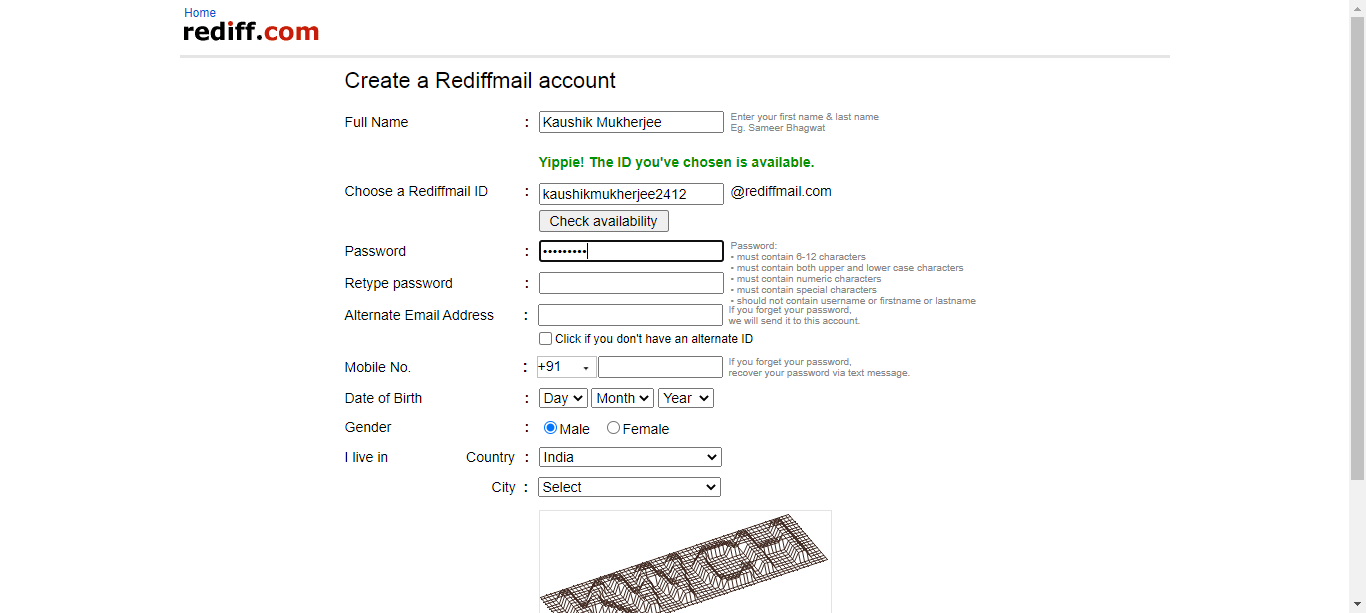 Home
rediff.com
Create a Rediffmail account
Full Name : Kaushik Mukherjee Enter your first name & last name
Eg. Sameer Bhagwat
Yippie! The ID you've chosen is available.
Choose a Rediffmail ID : kaushikmukherjee2412 @rediffmail.com
Check availability
Password : ••••••••• Password:
• must contain 6-12 characters
• must contain both upper and lower case characters
Retype password : • must contain numeric characters
• must contain special characters
• should not contain username or firstname or lastname
Alternate Email Address : If you forget your password,
we will send it to this account.
Click if you don't have an alternate ID
Mobile No. : +91 If you forget your password,
recover your password via text message.
Date of Birth : Day Month Year
Gender : Male Female
I live in Country : India
City : Select